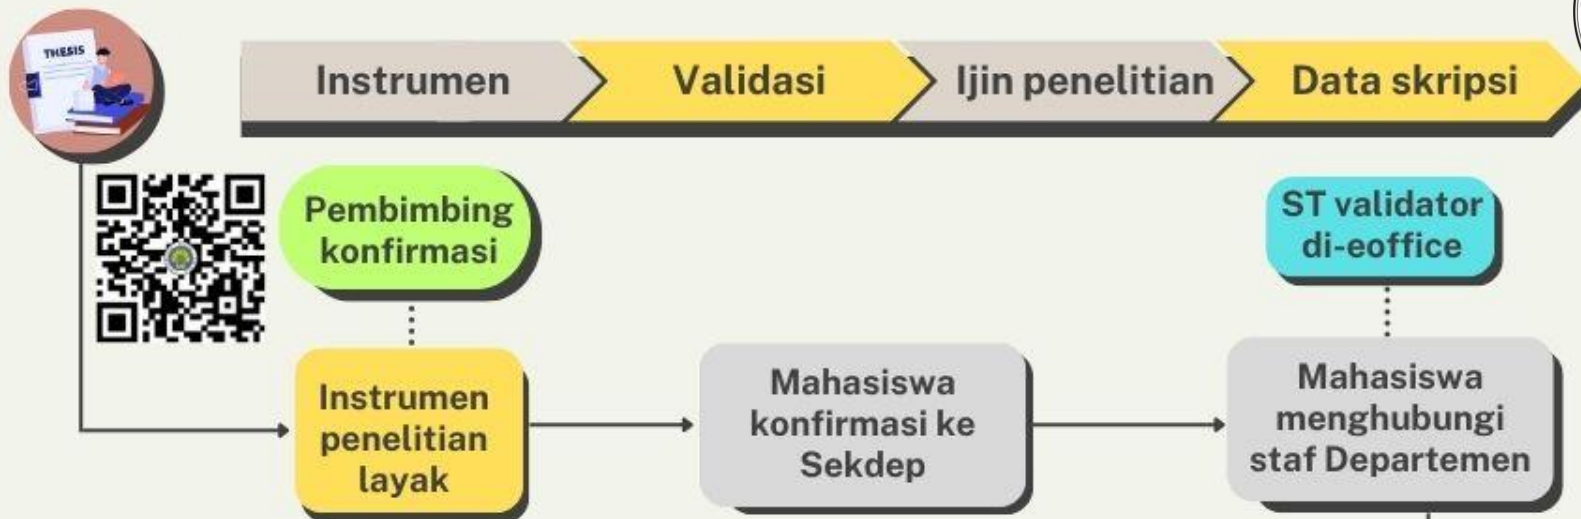 THESIS
Instrumen
Validasi
Ijin penelitian
Data skripsi
Pembimbing
konfirmasi
ST validator
di-eoffice
Instrumen
penelitian
layak
Mahasiswa
konfirmasi ke
Sekdep
Mahasiswa
menghubungi
staf Departemen